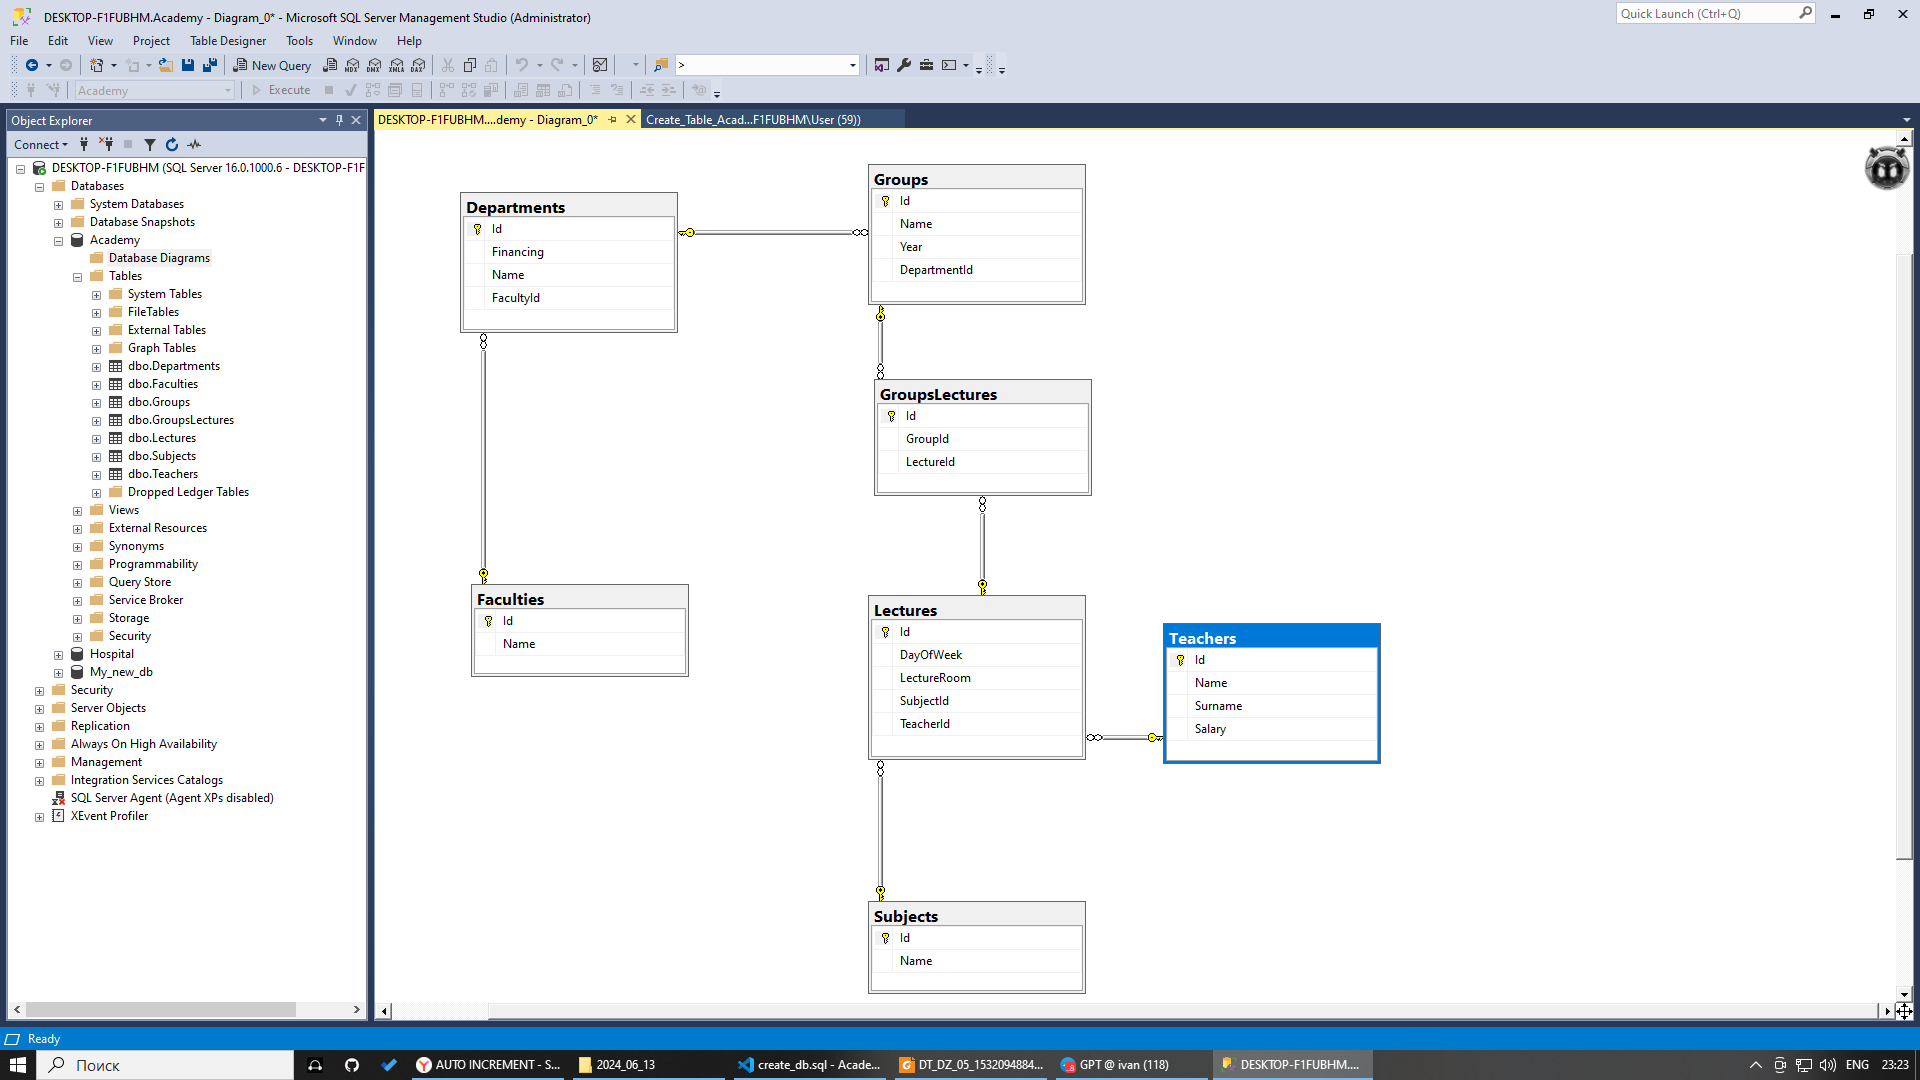 DESKTOP-F1FUBHM.Academy - Diagram_0* - Microsoft SQL Server Management Studio (Administrator)
Quick Launch (Ctrl+Q)
File Edit View Project Table Designer Tools Window Help
New Query
MDX DMX XMLA DAX
>
Academy
Execute
Object Explorer
DESKTOP-F1FUBHM....demy - Diagram_0*
Create_Table_Acad...F1FUBHM\User (59))
Connect
DESKTOP-F1FUBHM (SQL Server 16.0.1000.6 - DESKTOP-F1F
Databases
System Databases
Database Snapshots
Academy
Database Diagrams
Tables
System Tables
FileTables
External Tables
Graph Tables
dbo.Departments
dbo.Faculties
dbo.Groups
dbo.GroupsLectures
dbo.Lectures
dbo.Subjects
dbo.Teachers
Dropped Ledger Tables
Views
External Resources
Synonyms
Programmability
Query Store
Service Broker
Storage
Security
Hospital
My_new_db
Security
Server Objects
Replication
Always On High Availability
Management
Integration Services Catalogs
SQL Server Agent (Agent XPs disabled)
XEvent Profiler
Departments
Id
Financing
Name
FacultyId
Groups
Id
Name
Year
DepartmentId
GroupsLectures
Id
GroupId
LectureId
Faculties
Id
Name
Lectures
Id
DayOfWeek
LectureRoom
SubjectId
TeacherId
Teachers
Id
Name
Surname
Salary
Subjects
Id
Name
Ready
Поиск
AUTO INCREMENT - S...
2024_06_13
create_db.sql - Acade...
DT_DZ_05_1532094884...
GPT @ ivan (118)
DESKTOP-F1FUBHM....
ENG
23:23